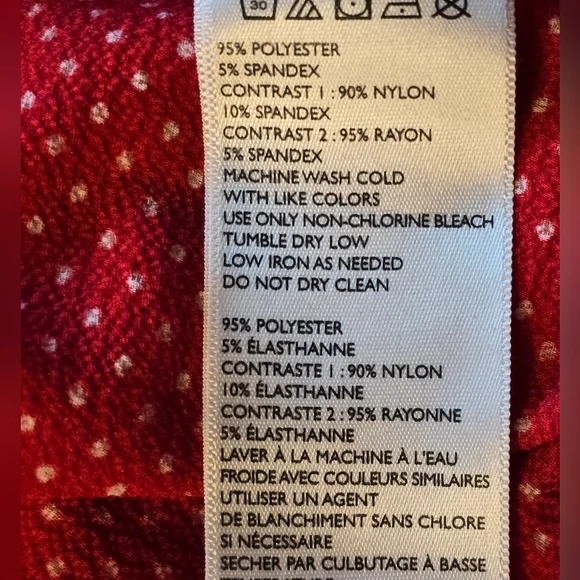 30
95% POLYESTER
5% SPANDEX
CONTRAST 1 : 90% NYLON
10% SPANDEX
CONTRAST 2 : 95% RAYON
5% SPANDEX
MACHINE WASH COLD
WITH LIKE COLORS
USE ONLY NON-CHLORINE BLEACH
TUMBLE DRY LOW
LOW IRON AS NEEDED
DO NOT DRY CLEAN
95% POLYESTER
5% ÉLASTHANNE
CONTRASTE 1 : 90% NYLON
10% ÉLASTHANNE
CONTRASTE 2 : 95% RAYONNE
5% ÉLASTHANNE
LAVER À LA MACHINE À L'EAU
FROIDE AVEC COULEURS SIMILAIRES
UTILISER UN AGENT
DE BLANCHIMENT SANS CHLORE
SI NÉCESSAIRE
SECHER PAR CULBUTAGE À BASSE